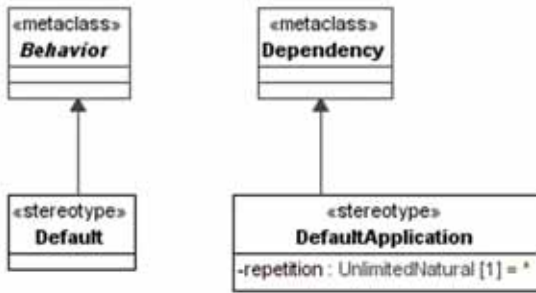 «metaclass»
Behavior
«metaclass»
Dependency
«stereotype»
Default
«stereotype»
DefaultApplication
-repetition : UnlimitedNatural [1] = *